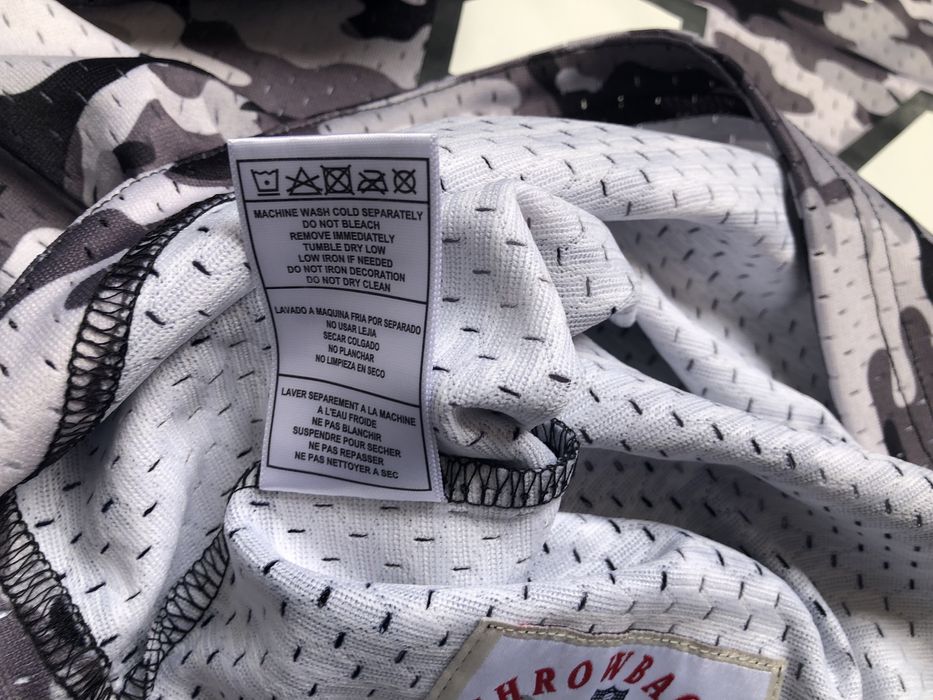 MACHINE WASH COLD SEPARATELY
DO NOT BLEACH
REMOVE IMMEDIATELY
TUMBLE DRY LOW
LOW IRON IF NEEDED
DO NOT IRON DECORATION
DO NOT DRY CLEAN
LAVADO A MAQUINA FRIA POR SEPARADO
NO USAR LEJIA
SECAR COLGADO
NO PLANCHAR
NO LIMPIEZA EN SECO
LAVER SEPAREMENT A LA MACHINE
A L'EAU FROIDE
NE PAS BLANCHIR
SUSPENDRE POUR SECHER
NE PAS REPASSER
NE PAS NETTOYER A SEC
HROWBA